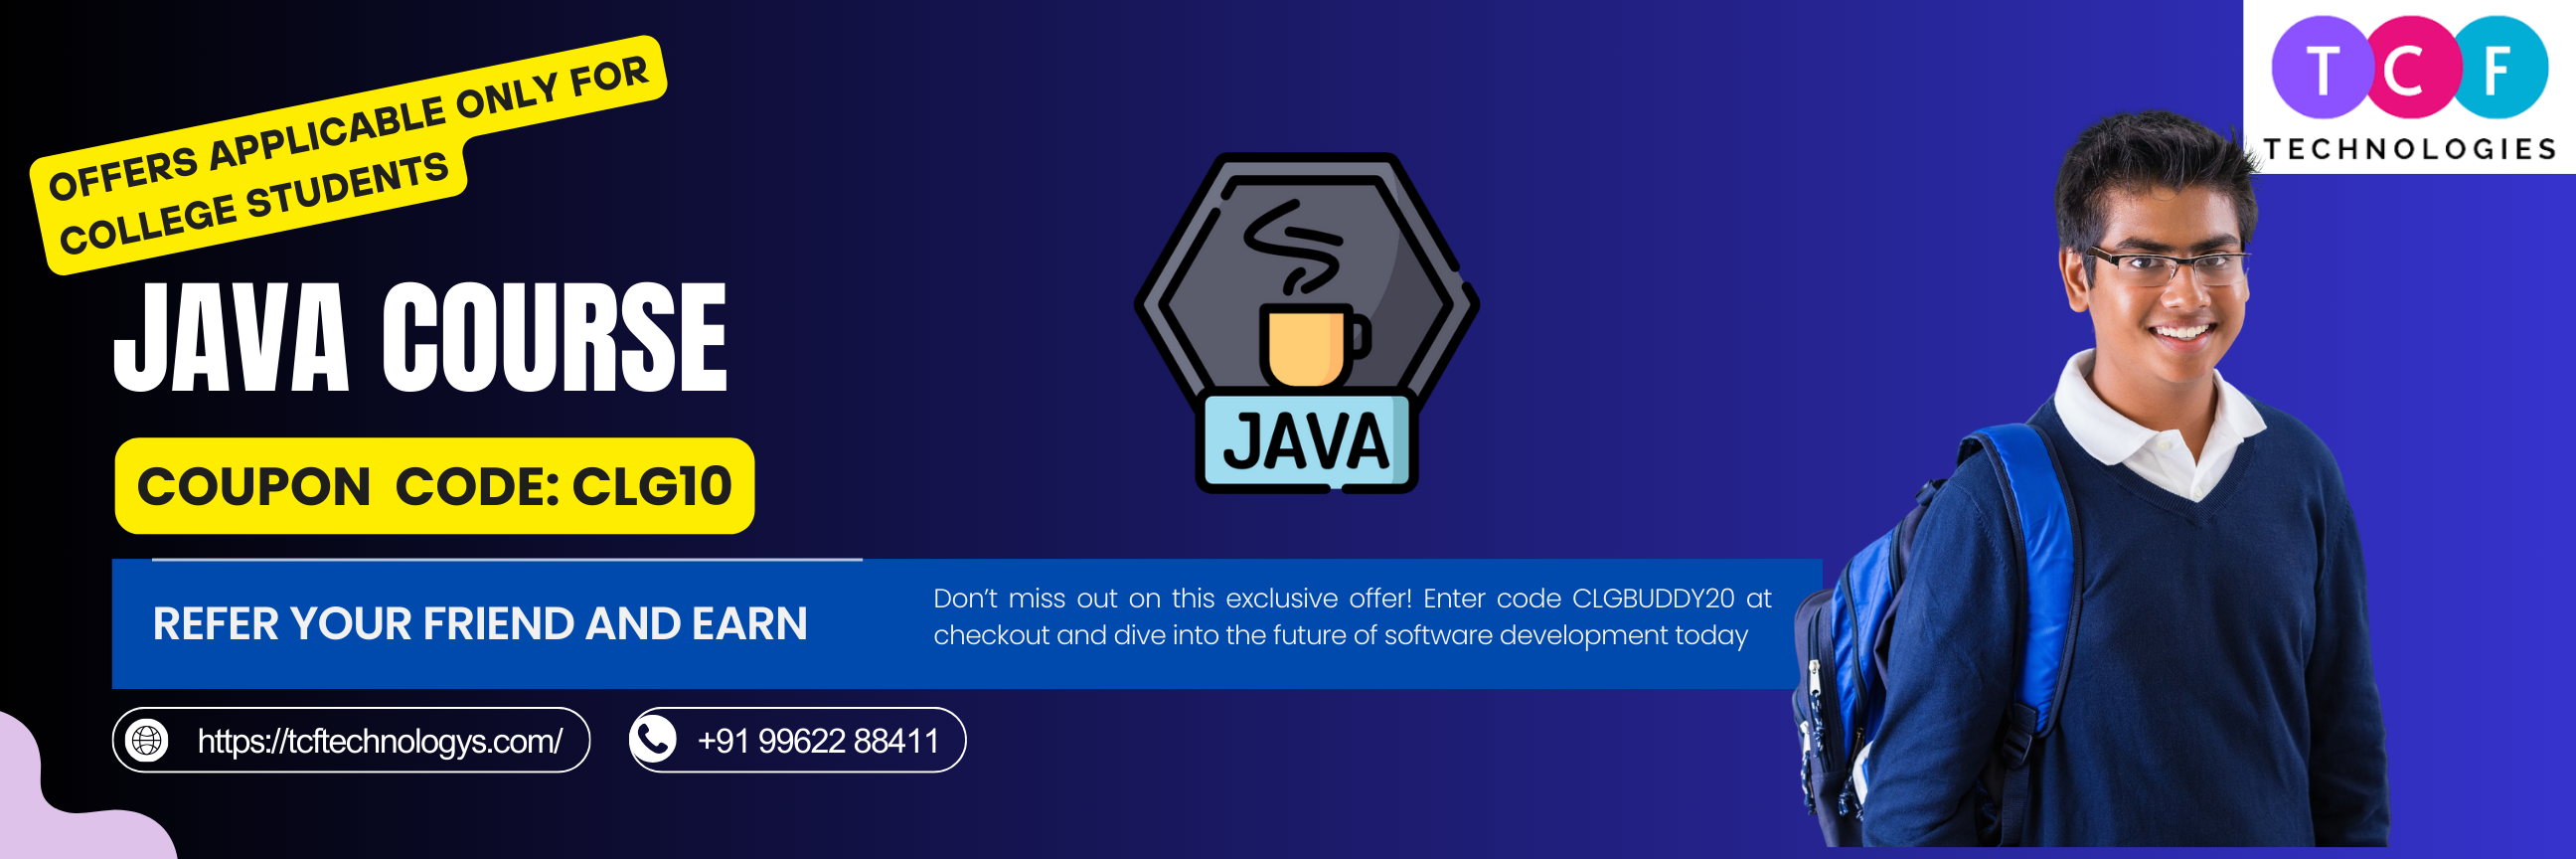 OFFERS APPLICABLE ONLY FOR
COLLEGE STUDENTS
JAVA COURSE
COUPON CODE: CLG10
REFER YOUR FRIEND AND EARN
Don't miss out on this exclusive offer! Enter code CLGBUDDY20 at
checkout and dive into the future of software development today
https://tcftechnologys.com/
+91 99622 88411
JAVA
T C F
TECHNOLOGIES